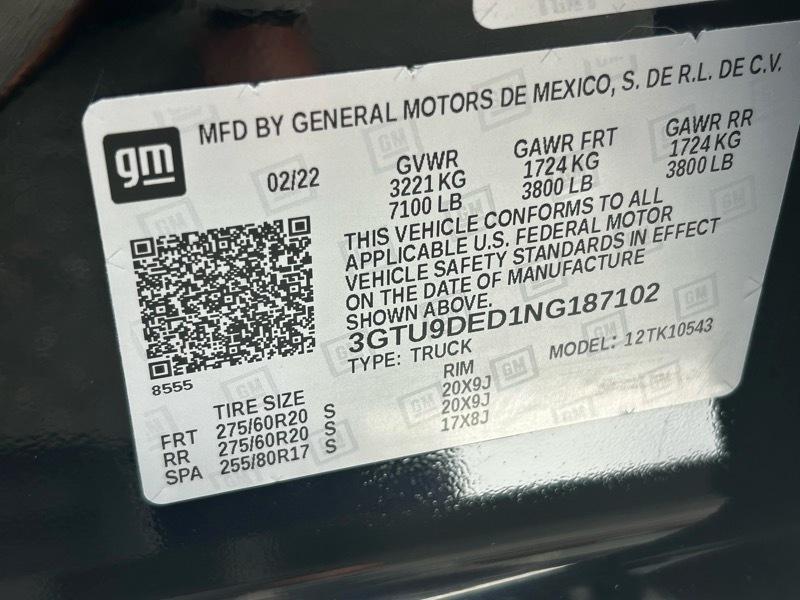 gm
MFD BY GENERAL MOTORS DE MEXICO, S. DE R.L. DE C.V.
02/22
GVWR
3221 KG
7100 LB
GAWR FRT
1724 KG
3800 LB
GAWR RR
1724 KG
3800 LB
THIS VEHICLE CONFORMS TO ALL
APPLICABLE U.S. FEDERAL MOTOR
VEHICLE SAFETY STANDARDS IN EFFECT
ON THE DATE OF MANUFACTURE
SHOWN ABOVE.
3GTU9DED1NG187102
TYPE: TRUCK
MODEL: 12TK10543
8555
TIRE SIZE RIM
FRT 275/60R20 S 20X9J
RR 275/60R20 S 20X9J
SPA 255/80R17 S 17X8J